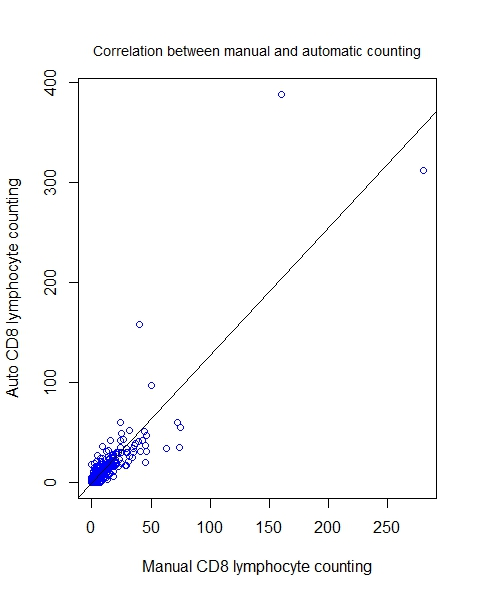 Correlation between manual and automatic counting
400
300
200
100
0
Auto CD8 lymphocyte counting
0 50 100 150 200 250
Manual CD8 lymphocyte counting